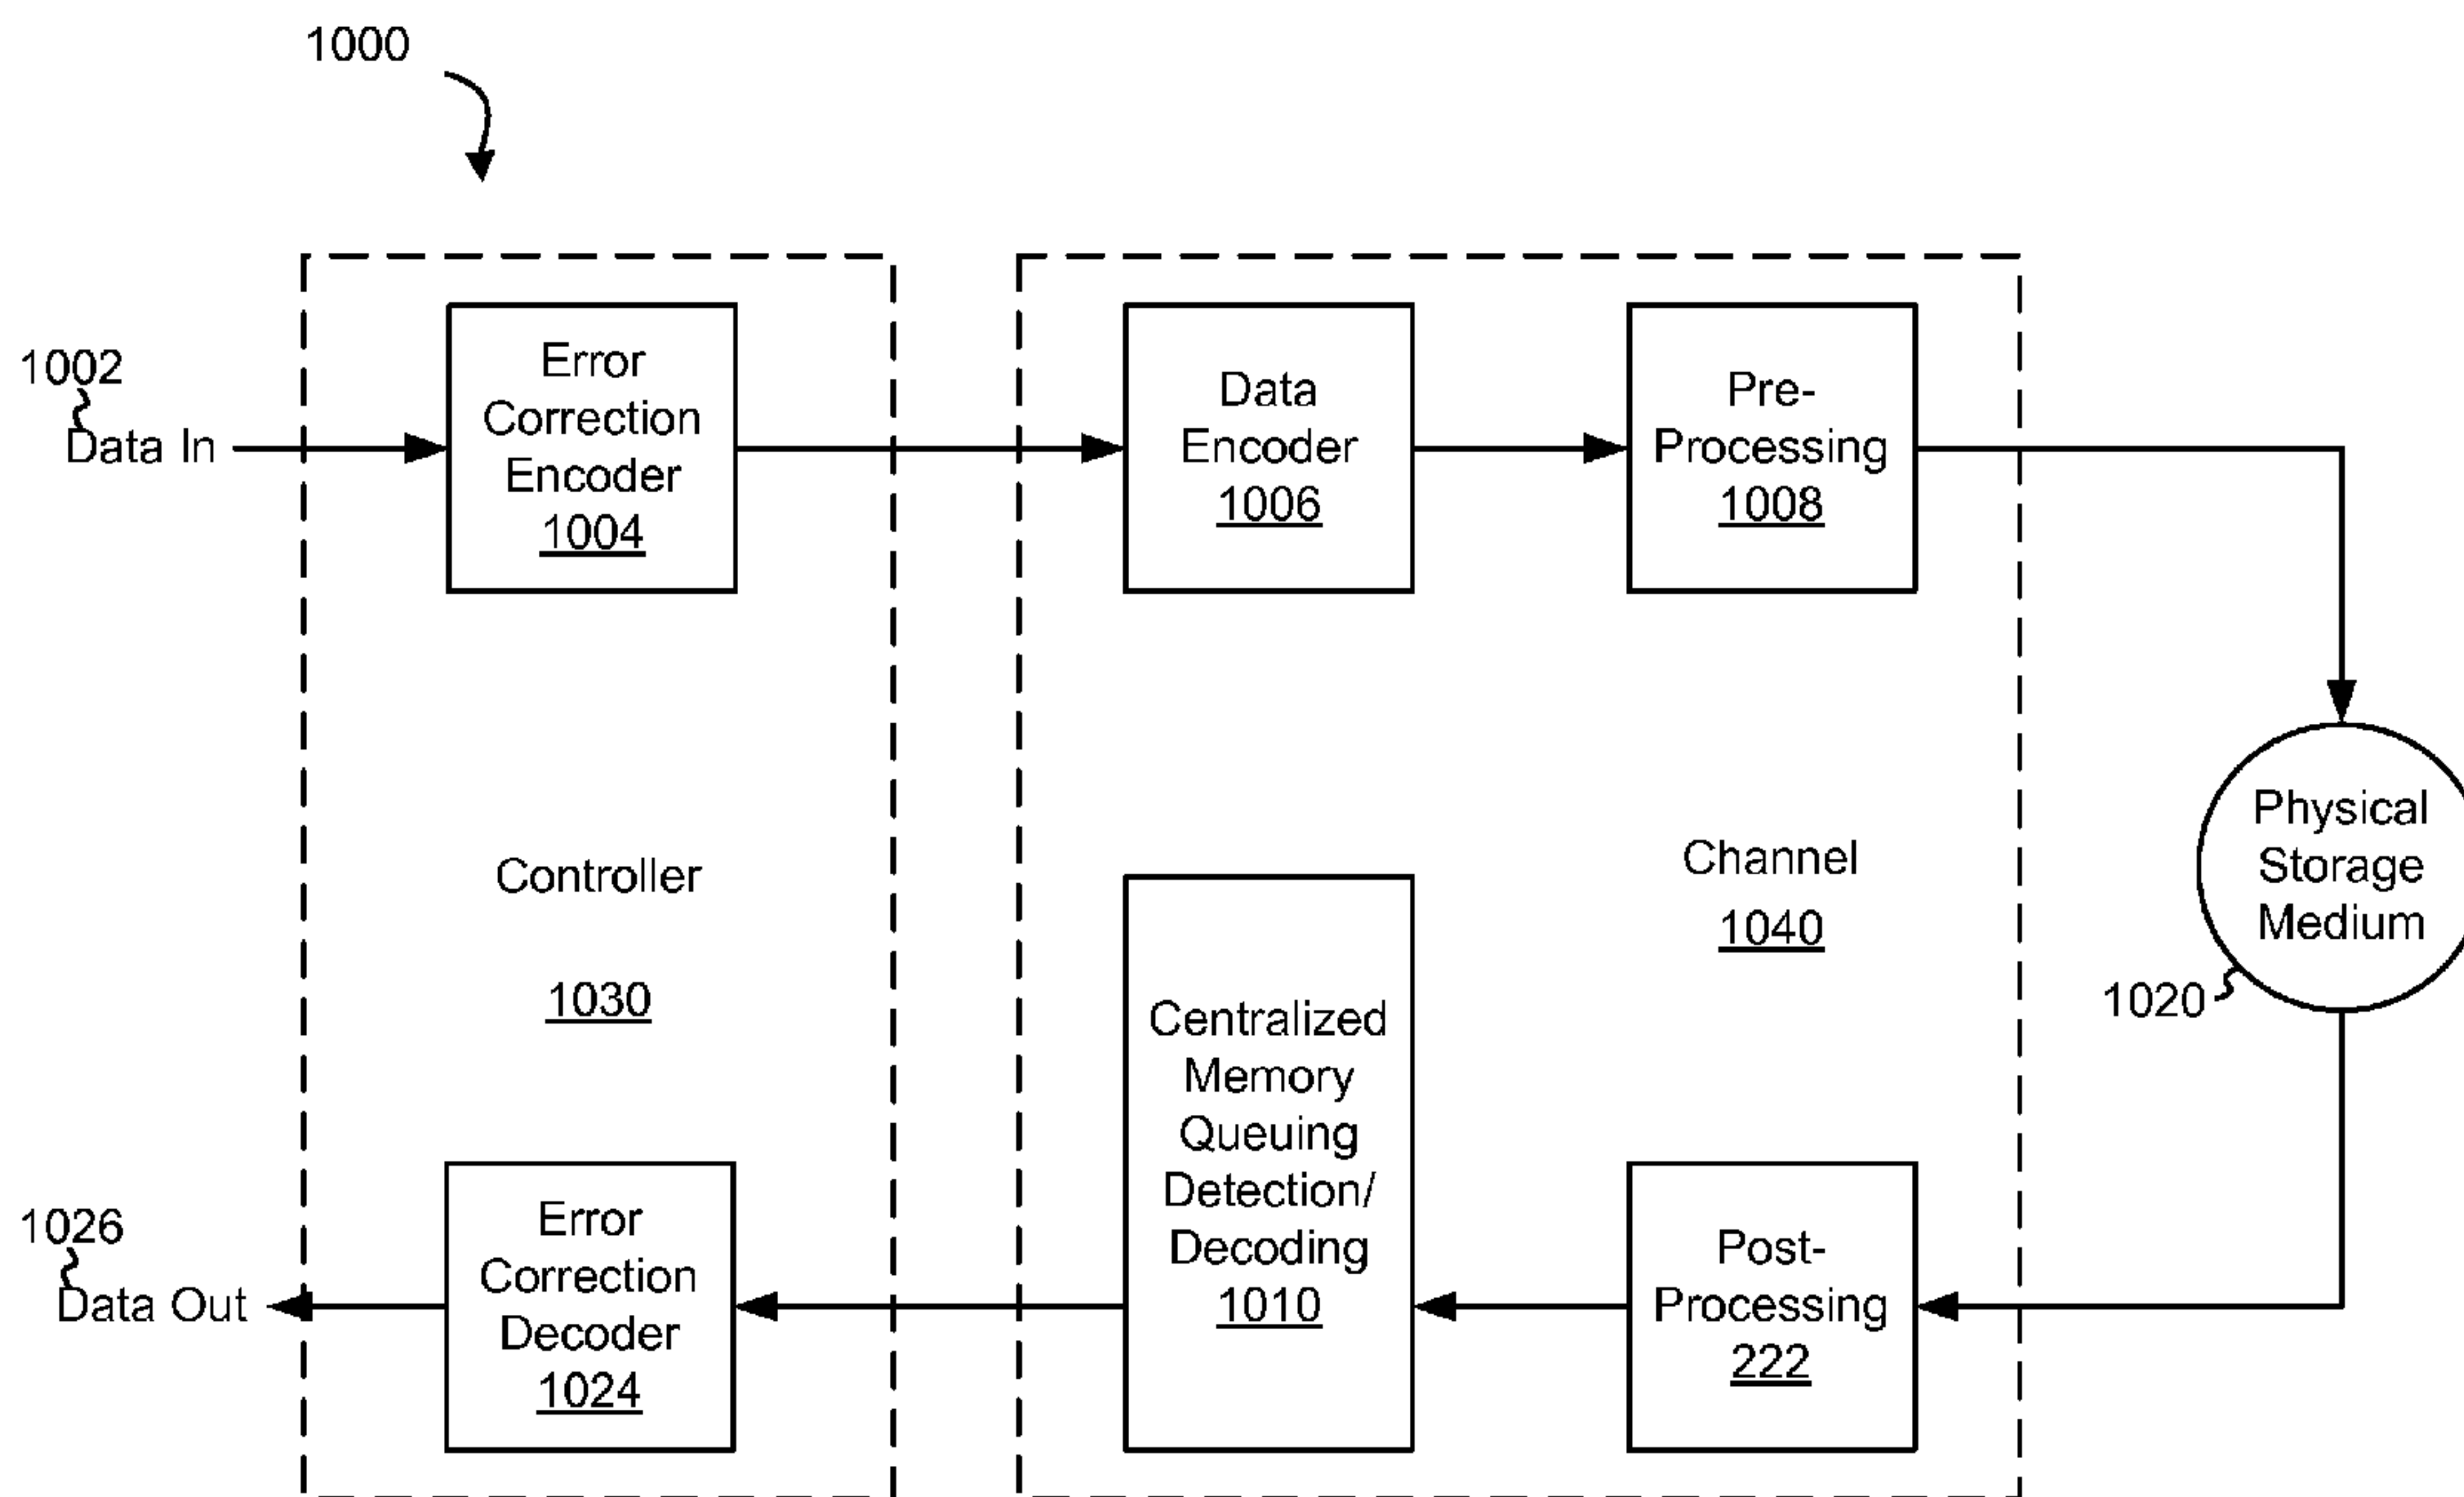 1000
1002
Data In
Error
Correction
Encoder
1004
Data
Encoder
1006
Pre-
Processing
1008
Controller
1030
Channel
1040
Physical
Storage
Medium
1020
Centralized
Memory
Queuing
Detection/
Decoding
1010
Post-
Processing
222
Error
Correction
Decoder
1024
1026
Data Out